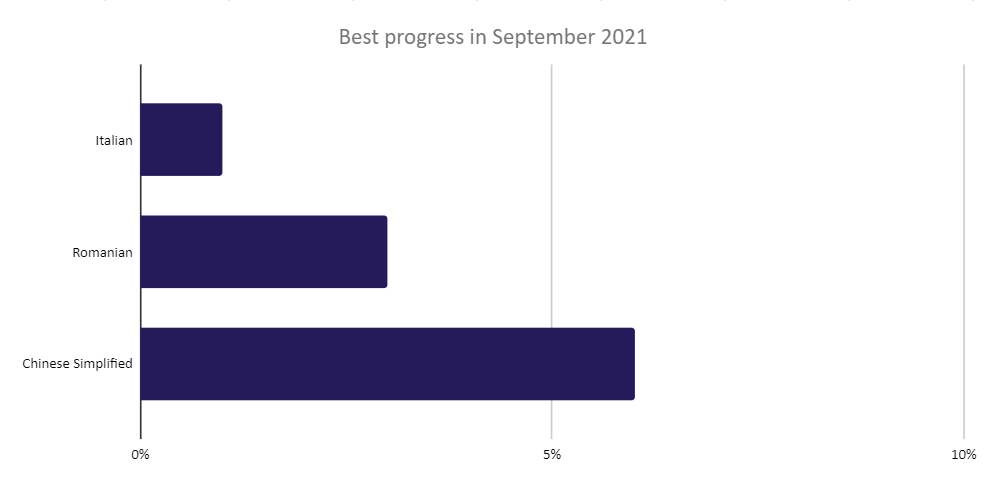 Best progress in September 2021
Italian
Romanian
Chinese Simplified
0%
5%
10%